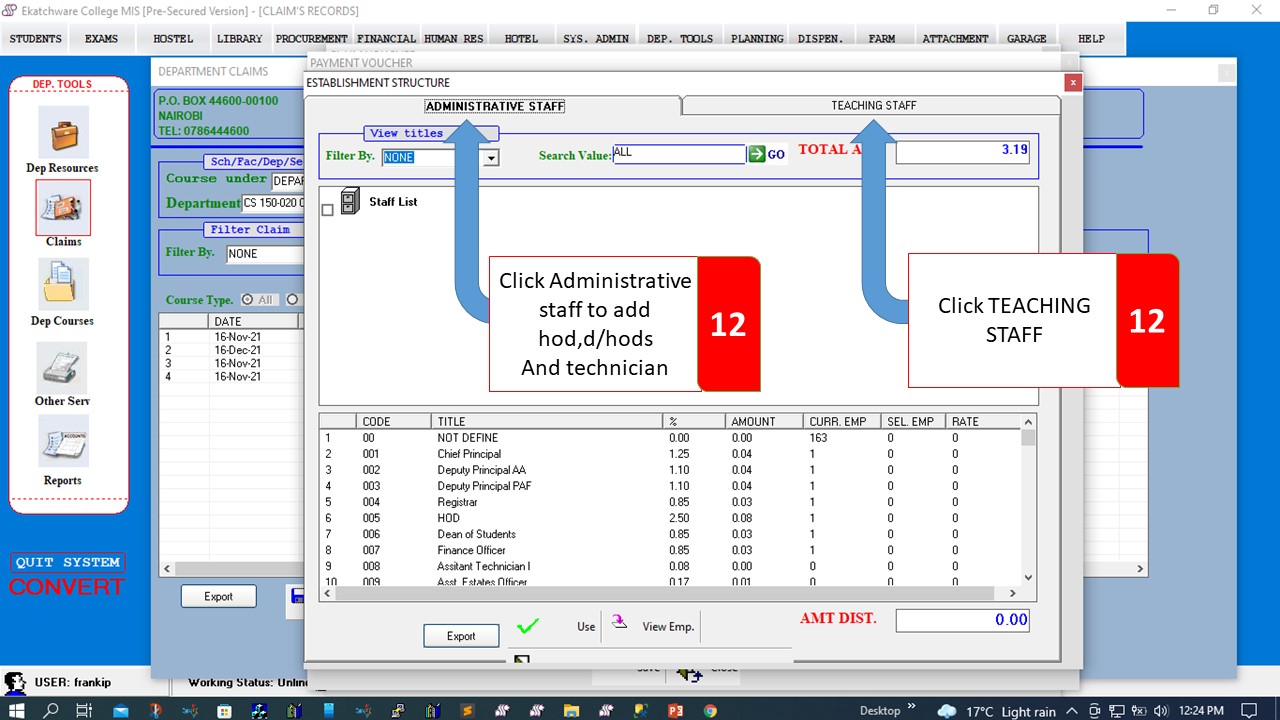 Ekatchware College MIS [Pre-Secured Version] - [CLAIM'S RECORDS]
STUDENTS EXAMS HOSTEL LIBRARY PROCUREMENT FINANCIAL HUMAN RES HOTEL SYS. ADMIN DEP. TOOLS PLANNING DISPEN. FARM ATTACHMENT GARAGE HELP
DEP. TOOLS
Dep Resources
Claims
Dep Courses
Other Serv
Reports
QUIT SYSTEM
CONVERT
DEPARTMENT CLAIMS
P.O. BOX 44600-00100
NAIROBI
TEL: 0786444600
Sch/Fac/Dep/Se
Course under DEPAR
Department CS 150-020
Filter Claim
Filter By. NONE
Course Type. All
DATE
1 16-Nov-21
2 16-Dec-21
3 16-Nov-21
4 16-Nov-21
Export
PAYMENT VOUCHER
ESTABLISHMENT STRUCTURE
x
ADMINISTRATIVE STAFF
TEACHING STAFF
View titles
Filter By. NONE
Search Value: ALL
GO
TOTAL A
3.19
Staff List
Click Administrative
staff to add
hod,d/hods
And technician
12
Click TEACHING
STAFF
12
CODE TITLE % AMOUNT CURR. EMP SEL. EMP RATE
1 00 NOT DEFINE 0.00 0.00 163 0 0
2 001 Chief Principal 1.25 0.04 1 0 0
3 002 Deputy Principal AA 1.10 0.04 1 0 0
4 003 Deputy Principal PAF 1.10 0.04 1 0 0
5 004 Registrar 0.85 0.03 1 0 0
6 005 HOD 2.50 0.08 1 0 0
7 006 Dean of Students 0.85 0.03 1 0 0
8 007 Finance Officer 0.85 0.03 1 0 0
9 008 Assitant Technician I 0.08 0.00 0 0 0
10 009 Asst. Estates Officer 0.17 0.01 0 0 0
Export
Use
View Emp.
AMT DIST.
0.00
Save
Close
USER: frankip
Working Status: Unlin
Desktop
17°C Light rain
12:24 PM